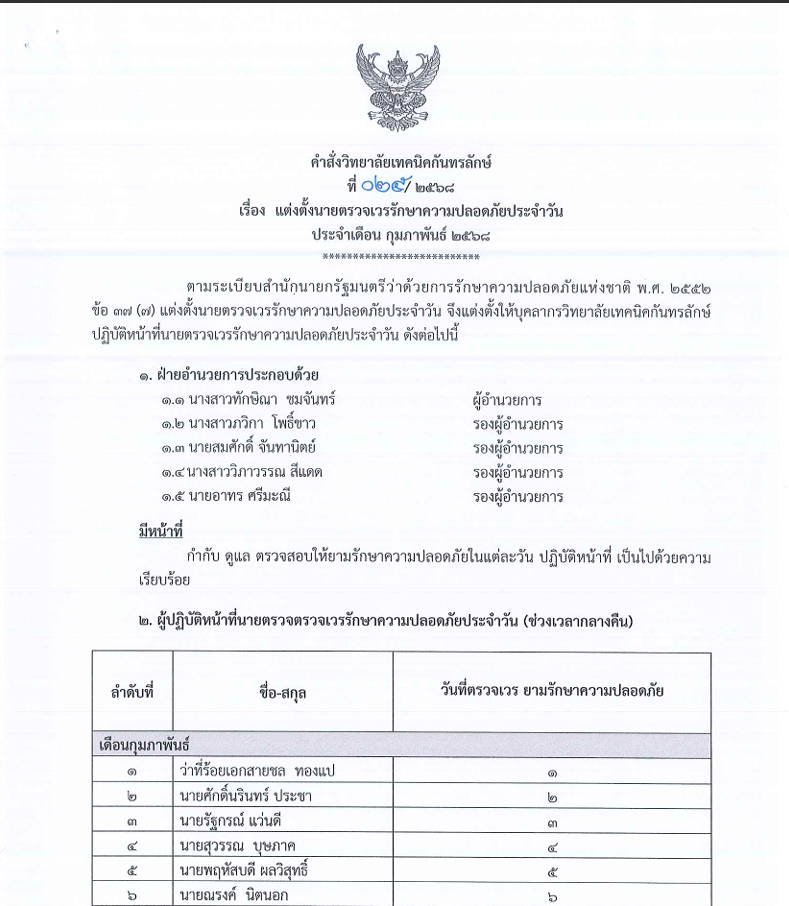 คำสั่งวิทยาลัยเทคนิคกันทรลักษ์
ที่ ๐๒๕/ ๒๕๖๘
เรื่อง แต่งตั้งนายตรวจเวรรักษาความปลอดภัยประจำวัน
ประจำเดือน กุมภาพันธ์ ๒๕๖๘
**************************
ตามระเบียบสำนักนายกรัฐมนตรีว่าด้วยการรักษาความปลอดภัยแห่งชาติ พ.ศ. ๒๕๕๒
ข้อ ๓๗ (๗) แต่งตั้งนายตรวจเวรรักษาความปลอดภัยประจำวัน จึงแต่งตั้งให้บุคลากรวิทยาลัยเทคนิคกันทรลักษ์
ปฏิบัติหน้าที่นายตรวจเวรรักษาความปลอดภัยประจำวัน ดังต่อไปนี้
๑. ฝ่ายอำนวยการประกอบด้วย
๑.๑ นางสาวทักษิณา ชมจันทร์ ผู้อำนวยการ
๑.๒ นางสาวภวิกา โพธิ์ขาว รองผู้อำนวยการ
๑.๓ นายสมศักดิ์ จันทานิตย์ รองผู้อำนวยการ
๑.๔ นางสาววิภาวรรณ สีแดด รองผู้อำนวยการ
๑.๕ นายอาทร ศรีมะณี รองผู้อำนวยการ
มีหน้าที่
กำกับ ดูแล ตรวจสอบให้ยามรักษาความปลอดภัยในแต่ละวัน ปฏิบัติหน้าที่ เป็นไปด้วยความ
เรียบร้อย
๒. ผู้ปฏิบัติหน้าที่นายตรวจตรวจเวรรักษาความปลอดภัยประจำวัน (ช่วงเวลากลางคืน)
ลำดับที่ ชื่อ-สกุล วันที่ตรวจเวร ยามรักษาความปลอดภัย
เดือนกุมภาพันธ์
๑ ว่าที่ร้อยเอกสายชล ทองแป ๑
๒ นายศักดิ์นรินทร์ ประชา ๒
๓ นายรัฐกรณ์ แว่นดี ๓
๔ นายสุวรรณ บุษภาค ๔
๕ นายพฤหัสบดี ผลวิสุทธิ์ ๕
๖ นายณรงค์ นิตนอก ๖